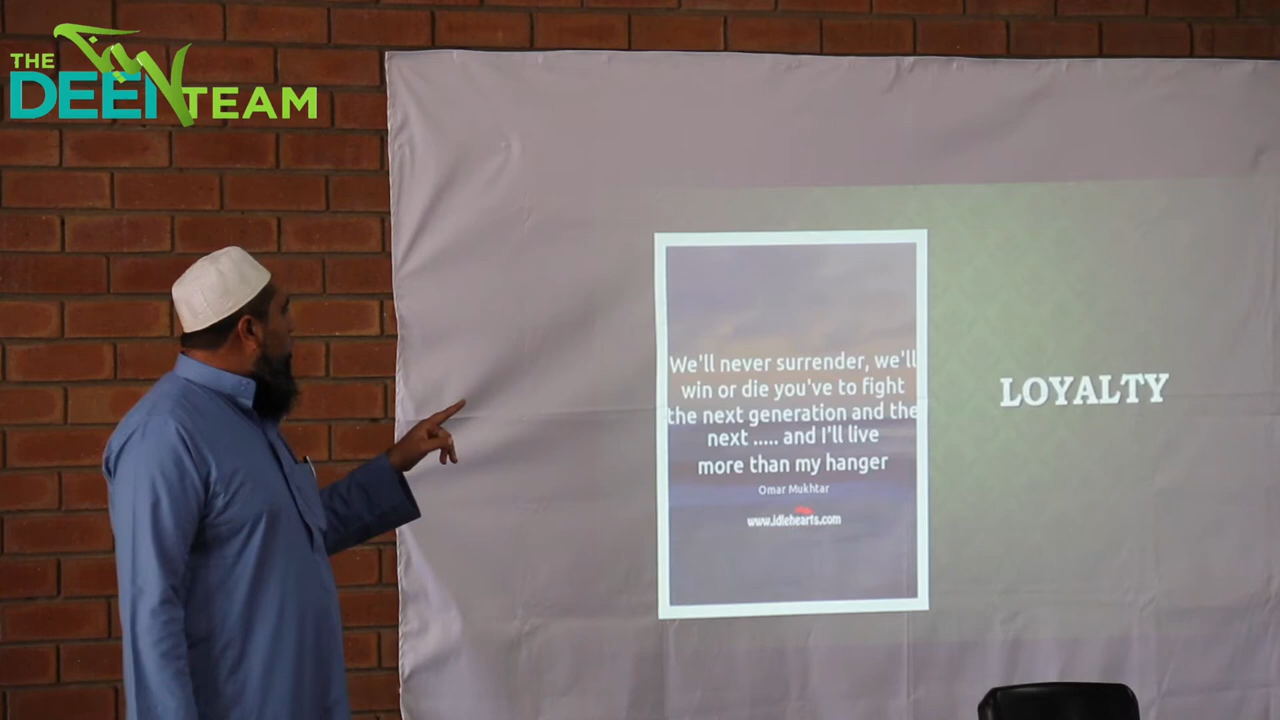 THE
DEEN TEAM
We'll never surrender, we'll
win or die you've to fight
the next generation and the
next ..... and I'll live
more than my hanger
Omar Mukhtar
www.idlehearts.com
LOYALTY